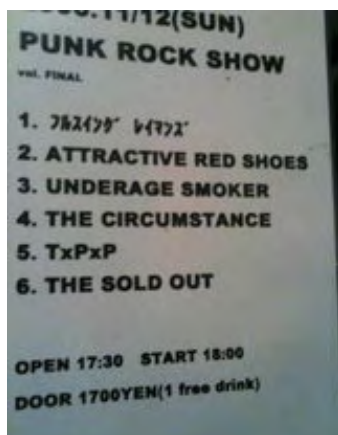 11/12(SUN)
PUNK ROCK SHOW
vol. FINAL
1. ﾌﾙｽｲﾝｸﾞ ﾚｲﾏﾝｽﾞ
2. ATTRACTIVE RED SHOES
3. UNDERAGE SMOKER
4. THE CIRCUMSTANCE
5. TxPxP
6. THE SOLD OUT
OPEN 17:30 START 18:00
DOOR 1700YEN(1 free drink)